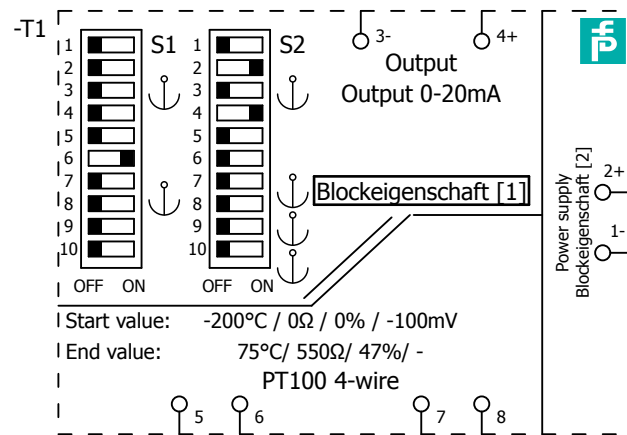 -T1
S1
1
2
3
4
5
6
7
8
9
10
OFF ON
S2
1
2
3
4
5
6
7
8
9
10
OFF ON
3-
4+
Output
Output 0-20mA
Blockeigenschaft [1]
Power supply
Blockeigenschaft [2]
2+
1-
Start value: -200°C / 0Ω / 0% / -100mV
End value: 75°C/ 550Ω/ 47%/ -
PT100 4-wire
5
6
7
8